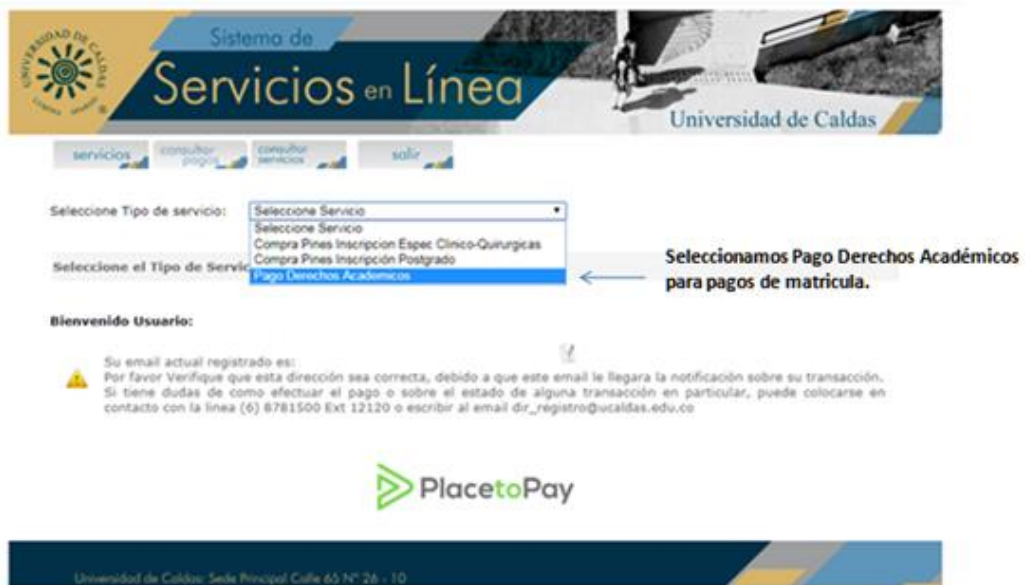 UNIVERSIDAD DE CALDAS
Sistema de
Servicios en Línea
Universidad de Caldas
servicios
consultar pagos
consultar servicios
salir
Seleccione Tipo de servicio:
Seleccione Servicio
Seleccione Servicio
Compra Pines Inscripcion Espec Clinico-Quirurgicas
Compra Pines Inscripción Postgrado
Pago Derechos Academicos
Seleccione el Tipo de Servic
Seleccionamos Pago Derechos Académicos
para pagos de matricula.
Bienvenido Usuario:
Su email actual registrado es:
Por favor Verifique que esta dirección sea correcta, debido a que este email le llegara la notificación sobre su transacción.
Si tiene dudas de como efectuar el pago o sobre el estado de alguna transacción en particular, puede colocarse en
contacto con la linea (6) 8781500 Ext 12120 o escribir al email dir_registro@ucaldas.edu.co
PlacetoPay
Universidad de Caldas: Sede Principal Calle 65 N° 26 - 10